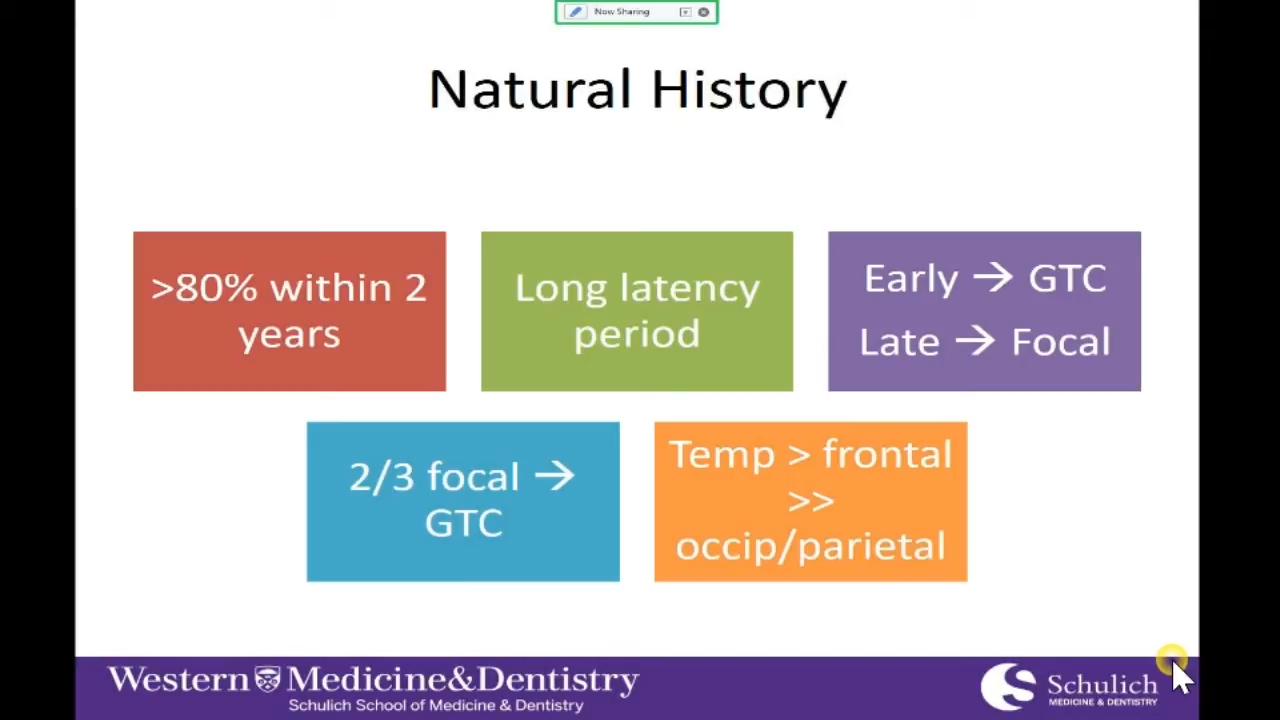 Now Sharing
Natural History
>80% within 2
years
Long latency
period
Early → GTC
Late → Focal
2/3 focal →
GTC
Temp > frontal
>>
occip/parietal
Western Medicine&Dentistry
Schulich School of Medicine & Dentistry
Schulich
MEDICINE & DENTISTRY